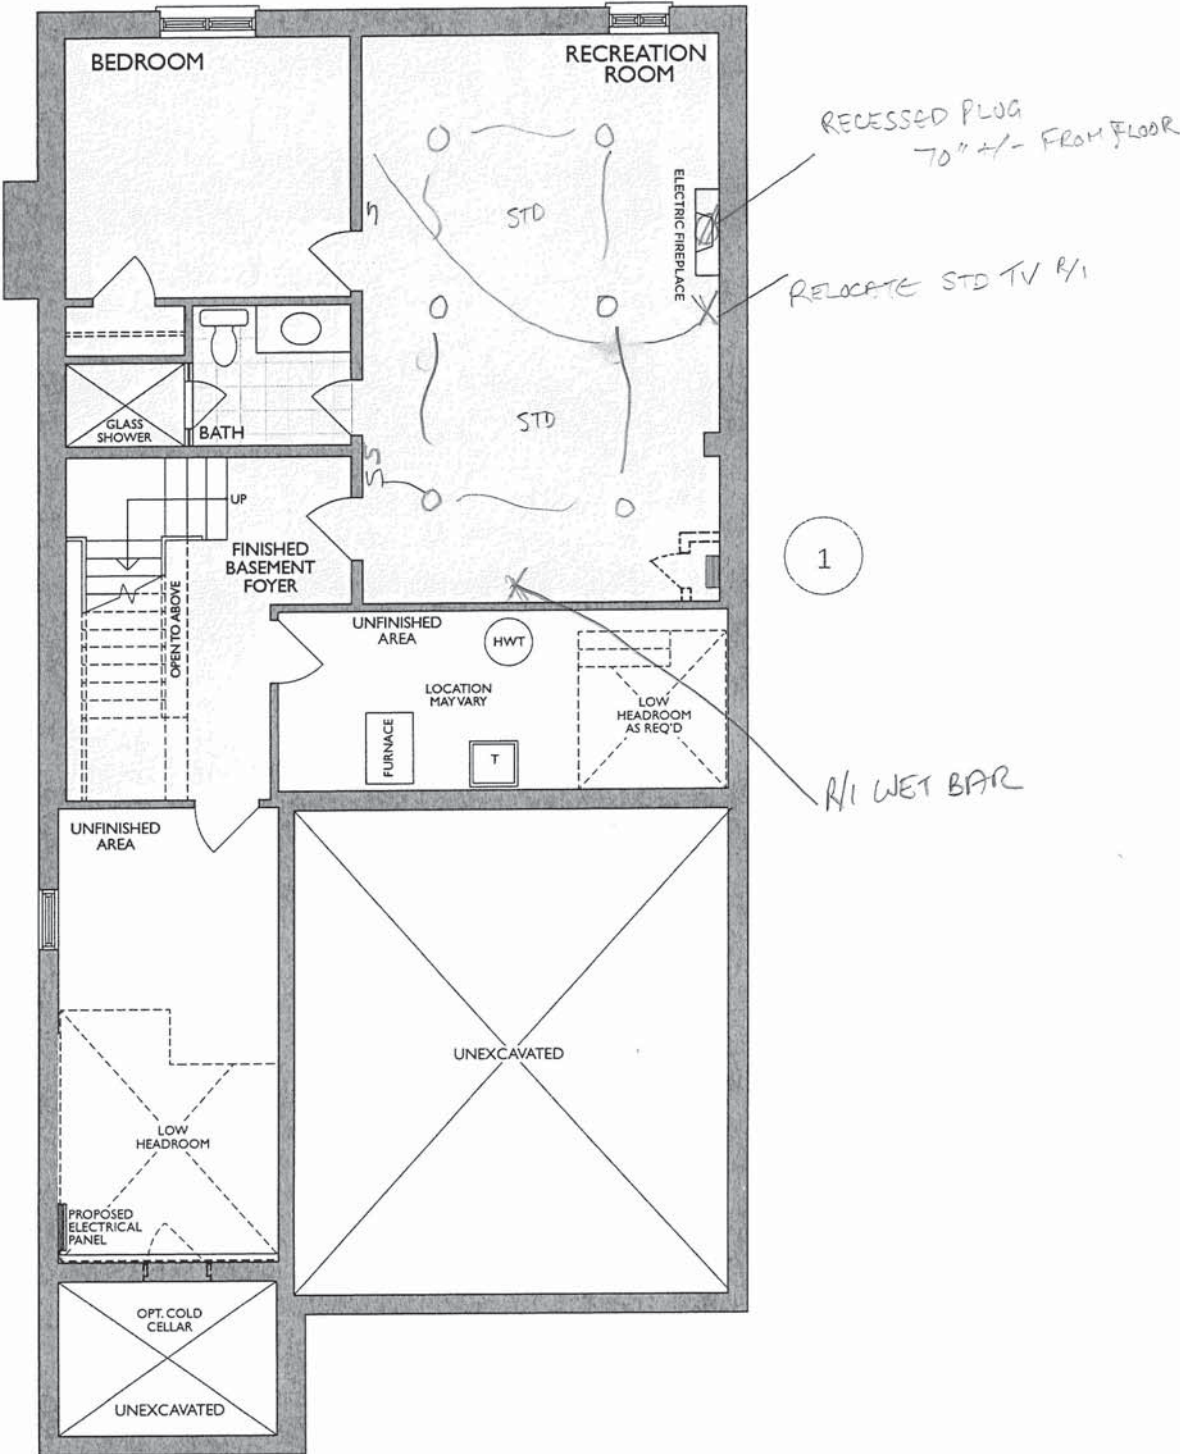 BEDROOM
RECREATION
ROOM
RECESSED PLUG
70" +/- FROM FLOOR
ELECTRIC FIREPLACE
STD
RELOCATE STD TV R/I
STD
GLASS
SHOWER
BATH
UP
FINISHED
BASEMENT
FOYER
OPEN TO ABOVE
1
UNFINISHED
AREA
HWT
LOCATION
MAY VARY
LOW
HEADROOM
AS REQ'D
FURNACE
T
R/I WET BAR
UNFINISHED
AREA
UNEXCAVATED
LOW
HEADROOM
PROPOSED
ELECTRICAL
PANEL
OPT. COLD
CELLAR
UNEXCAVATED